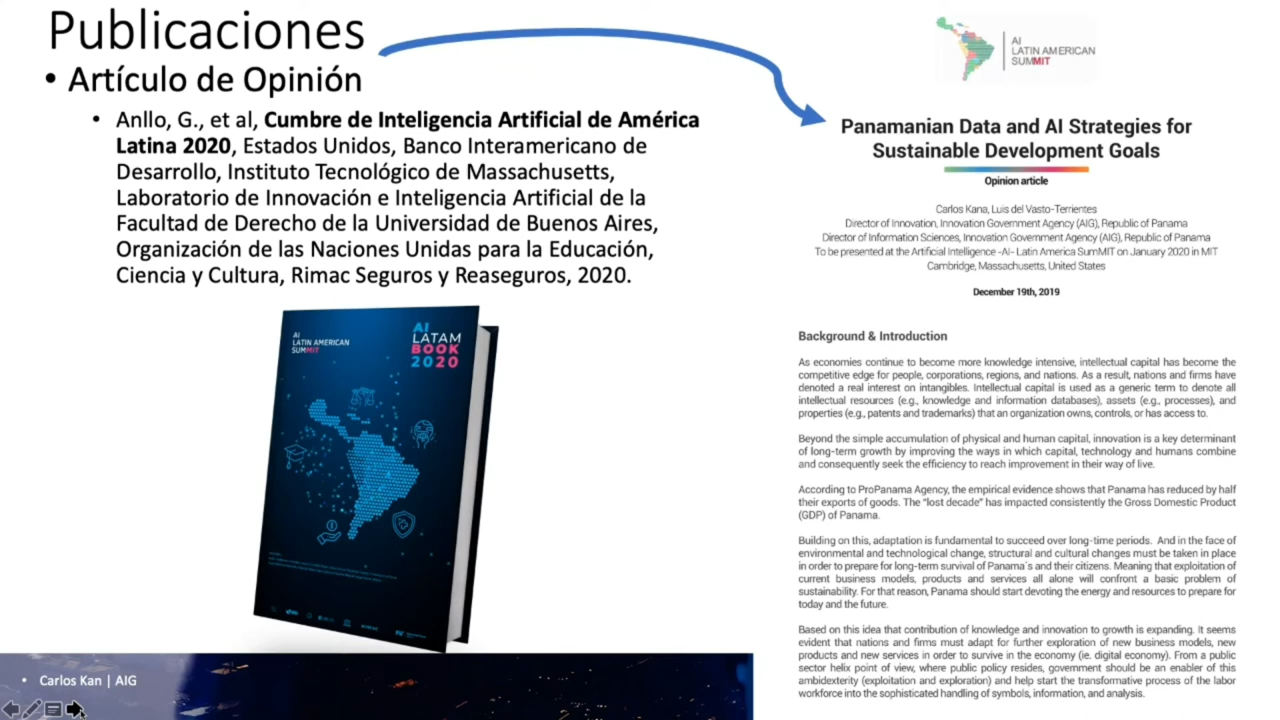 Publicaciones
• Artículo de Opinión
• Anllo, G., et al, Cumbre de Inteligencia Artificial de América
Latina 2020, Estados Unidos, Banco Interamericano de
Desarrollo, Instituto Tecnológico de Massachusetts,
Laboratorio de Innovación e Inteligencia Artificial de la
Facultad de Derecho de la Universidad de Buenos Aires,
Organización de las Naciones Unidas para la Educación,
Ciencia y Cultura, Rimac Seguros y Reaseguros, 2020.
AI
LATIN AMERICAN
SUMMIT
AI
LATAM
BOOK
2020
• Carlos Kan | AIG
AI
LATIN AMERICAN
SUMMIT
Panamanian Data and AI Strategies for
Sustainable Development Goals
Opinion article
Carlos Kana, Luis del Vasto-Terrientes
Director of Innovation, Innovation Government Agency (AIG), Republic of Panama
Director of Information Sciences, Innovation Government Agency (AIG), Republic of Panama
To be presented at the Artificial Intelligence -AI- Latin America SumMIT on January 2020 in MIT
Cambridge, Massachusetts, United States
December 19th, 2019
Background & Introduction
As economies continue to become more knowledge intensive, intellectual capital has become the
competitive edge for people, corporations, regions, and nations. As a result, nations and firms have
denoted a real interest on intangibles. Intellectual capital is used as a generic term to denote all
intellectual resources (e.g., knowledge and information databases), assets (e.g., processes), and
properties (e.g., patents and trademarks) that an organization owns, controls, or has access to.
Beyond the simple accumulation of physical and human capital, innovation is a key determinant
of long-term growth by improving the ways in which capital, technology and humans combine
and consequently seek the efficiency to reach improvement in their way of live.
According to ProPanama Agency, the empirical evidence shows that Panama has reduced by half
their exports of goods. The "lost decade" has impacted consistently the Gross Domestic Product
(GDP) of Panama.
Building on this, adaptation is fundamental to succeed over long-time periods. And in the face of
environmental and technological change, structural and cultural changes must be taken in place
in order to prepare for long-term survival of Panama´s and their citizens. Meaning that exploitation of
current business models, products and services all alone will confront a basic problem of
sustainability. For that reason, Panama should start devoting the energy and resources to prepare for
today and the future.
Based on this idea that contribution of knowledge and innovation to growth is expanding. It seems
evident that nations and firms must adapt for further exploration of new business models, new
products and new services in order to survive in the economy (ie. digital economy). From a public
sector helix point of view, where public policy resides, government should be an enabler of this
ambidexterity (exploitation and exploration) and help start the transformative process of the labor
workforce into the sophisticated handling of symbols, information, and analysis.